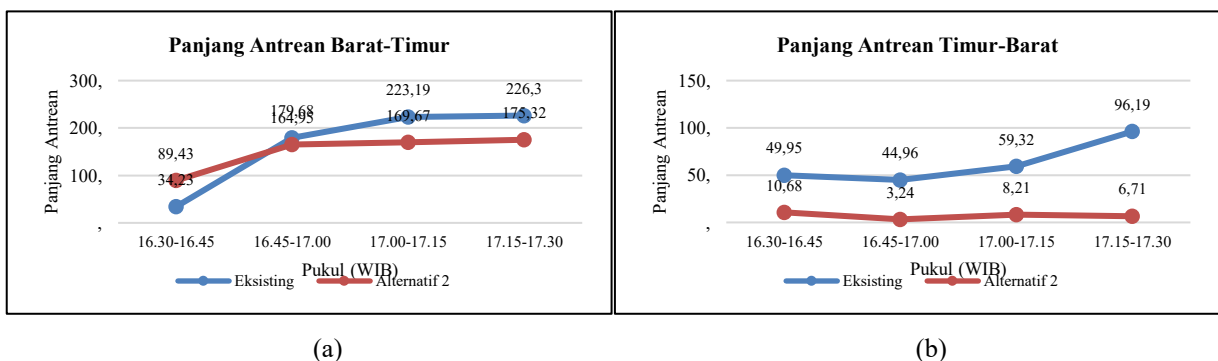 Panjang Antrean Barat-Timur
300,
200,
100,
,
Panjang Antrean
89,43
34,23
179,68
164,95
223,19
169,67
226,3
175,32
16.30-16.45 16.45-17.00 17.00-17.15 17.15-17.30
Pukul (WIB)
Eksisting Alternatif 2
(a)
Panjang Antrean Timur-Barat
150,
100,
50,
,
Panjang Antrean
49,95
10,68
44,96
3,24
59,32
8,21
96,19
6,71
16.30-16.45 16.45-17.00 17.00-17.15 17.15-17.30
Pukul (WIB)
Eksisting Alternatif 2
(b)